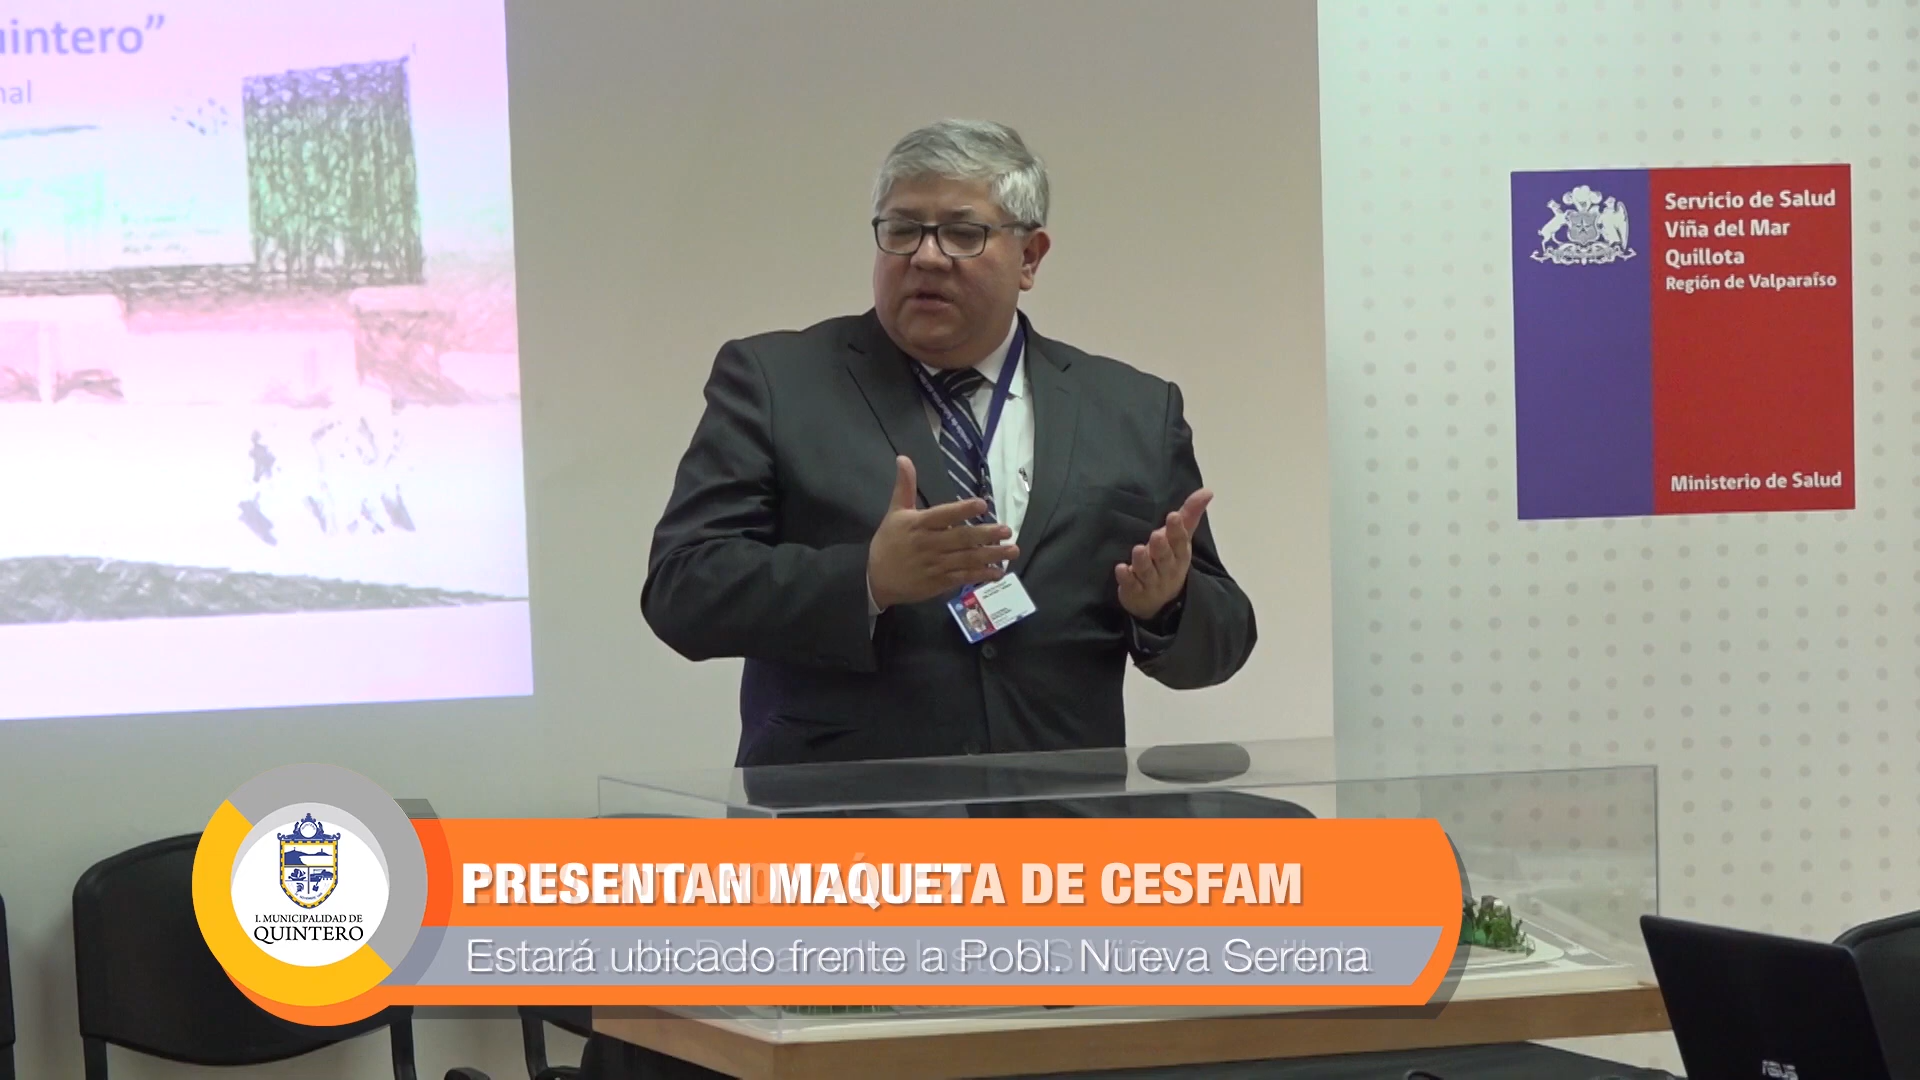 uintero”
nal
Servicio de Salud
Viña del Mar
Quillota
Región de Valparaíso
Ministerio de Salud
PRESENTAN MAQUETA DE CESFAM
Estará ubicado frente a Pobl. Nueva Serena
I. MUNICIPALIDAD DE
QUINTERO
ASUS